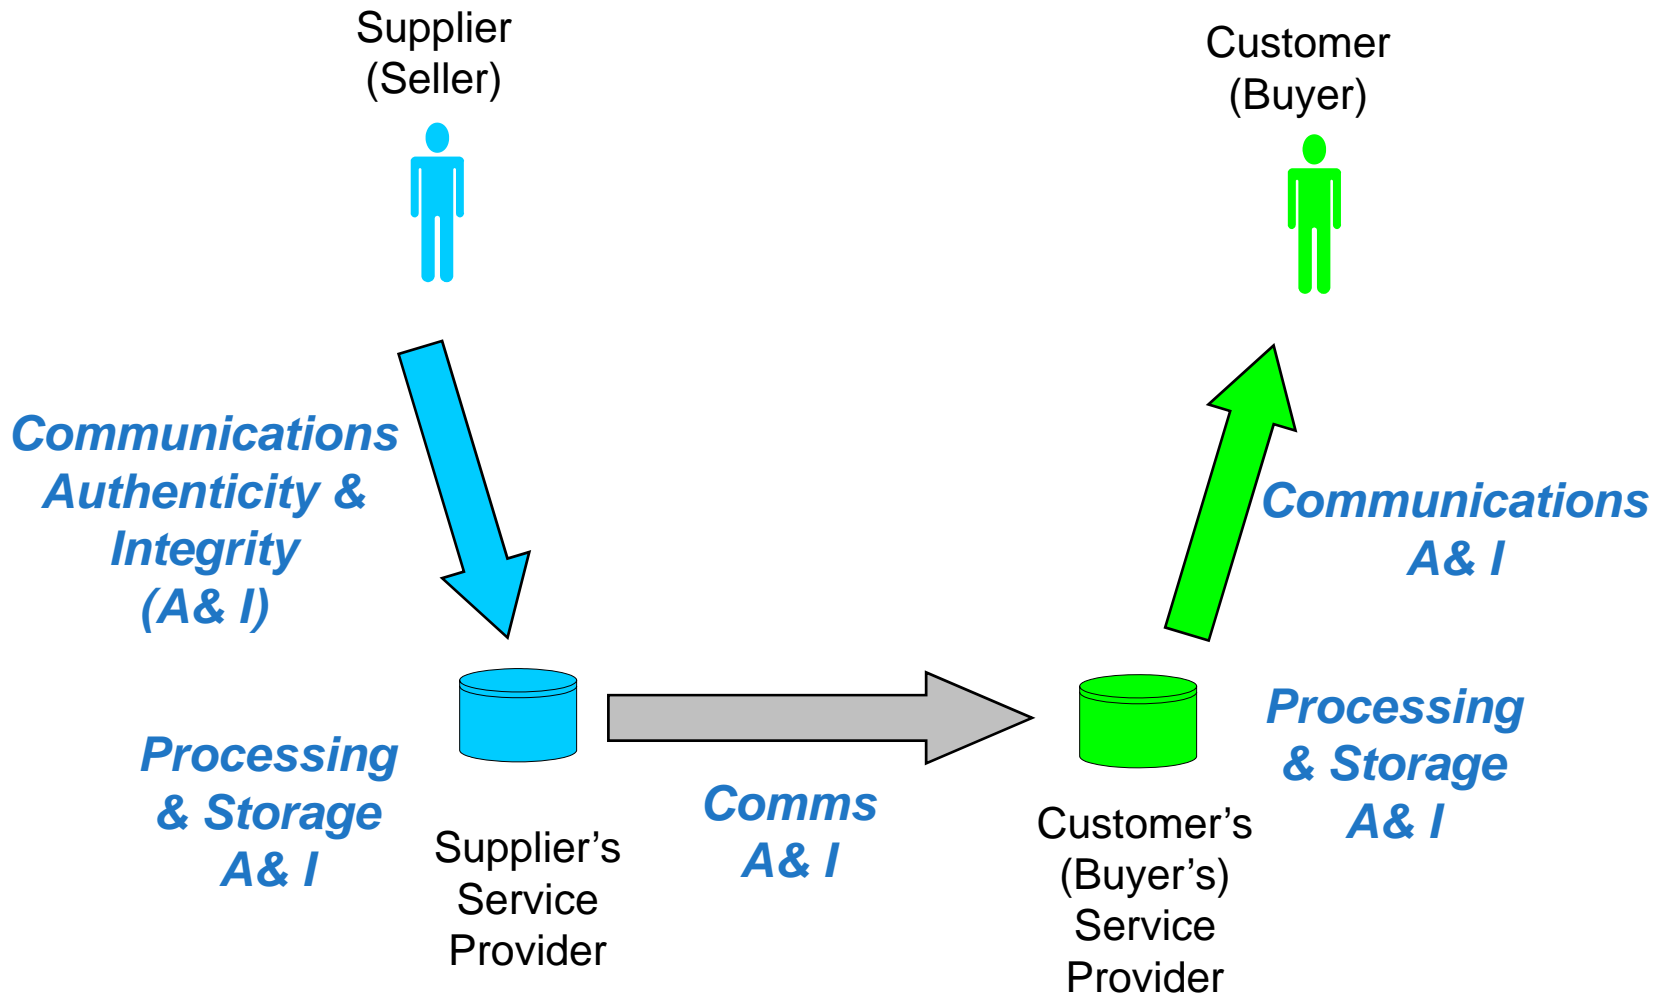 Supplier
(Seller)
Customer
(Buyer)
Communications
Authenticity &
Integrity
(A& I)
Communications
A& I
Processing
& Storage
A& I
Supplier’s
Service
Provider
Comms
A& I
Customer’s
(Buyer’s)
Service
Provider
Processing
& Storage
A& I